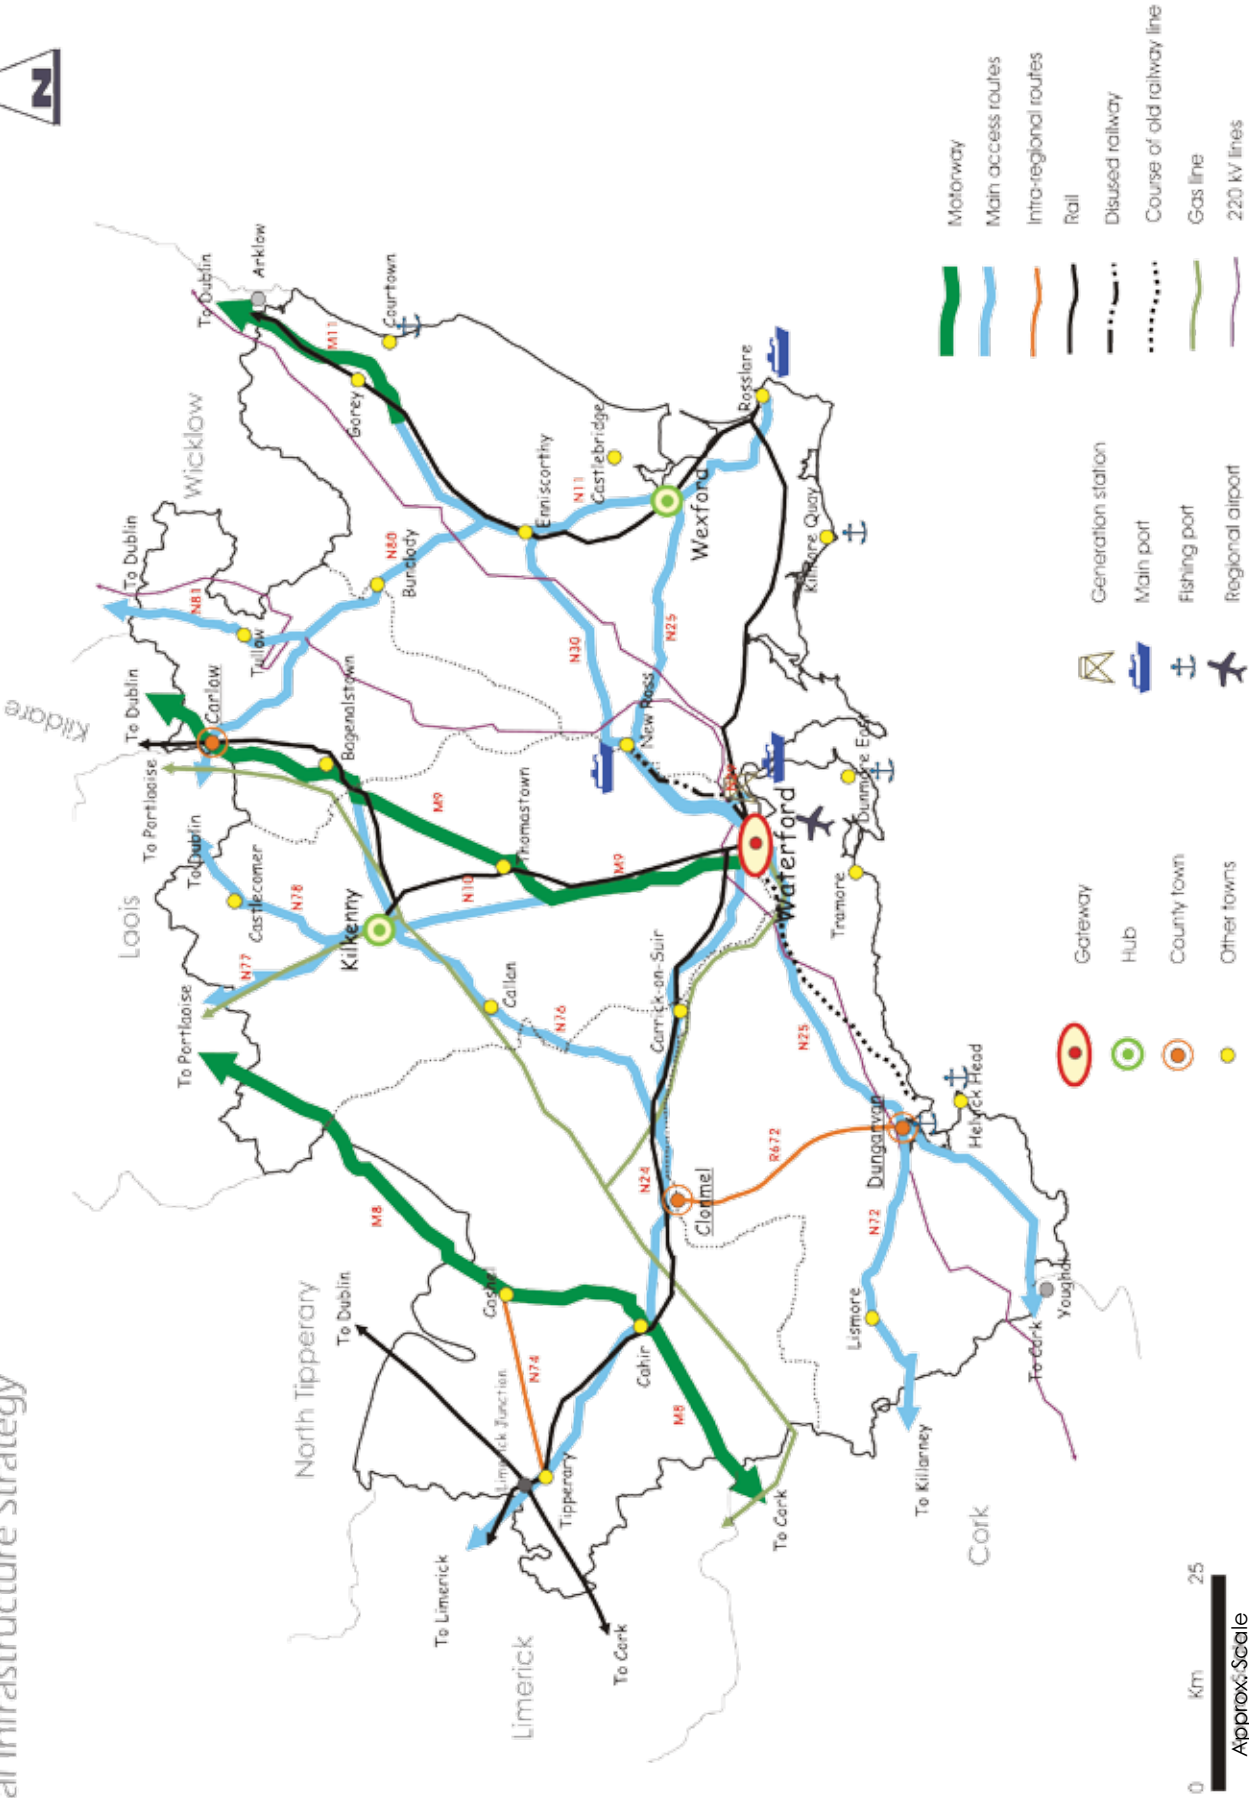 al Infrastructure Strategy
N
Kildare
Wicklow
Laois
North Tipperary
Limerick
Cork
To Dublin
Arklow
M11
Courtown
Gorey
To Dublin
N81
Tullow
N80
Bunclody
Enniscorthy
N11
Castlebridge
Wexford
Rosslare
Kilmore Quay
N30
N25
New Ross
To Dublin
Carlow
To Portlaoise
Bagenalstown
M9
Thomastown
M9
N10
To Dublin
Castlecomer
N78
N77
Kilkenny
To Portlaoise
Callan
N76
Carrick-on-Suir
Waterford
Dunmore East
Tramore
N25
Dungarvan
Helvick Head
R672
N24
Clonmel
N72
Lismore
Youghal
To Cork
To Killarney
M8
Cashel
To Dublin
N74
Limerick Junction
Tipperary
Cahir
M8
To Cork
To Limerick
To Cork
Gateway
Hub
County town
Other towns
Generation station
Main port
Fishing port
Regional airport
Motorway
Main access routes
Intra-regional routes
Rail
Disused railway
Course of old railway line
Gas line
220 kV lines
0 Km 25
Approx. Scale